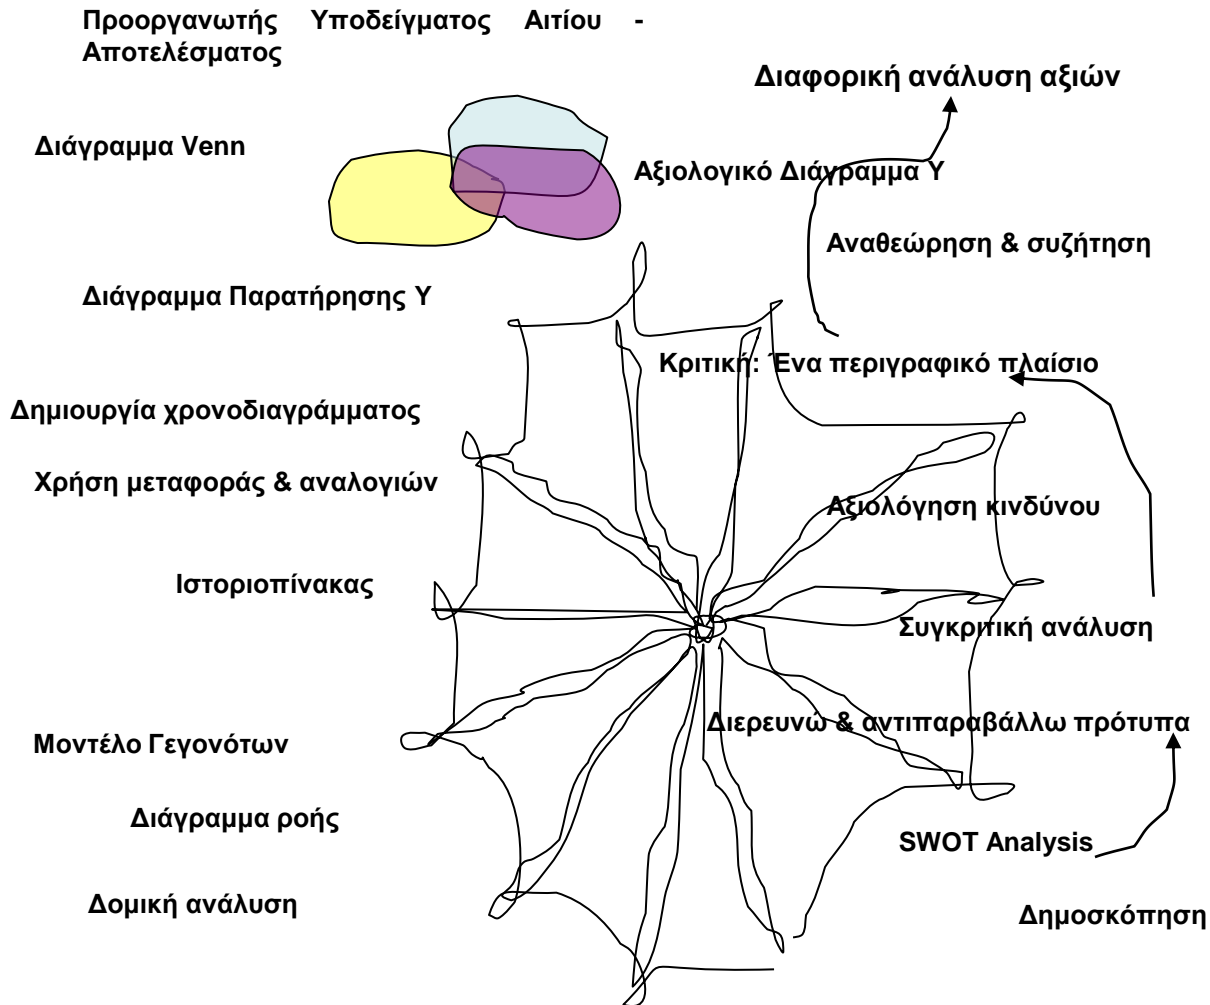 Προοργανωτής Υποδείγματος Αιτίου -
Αποτελέσματος
Διαφορική ανάλυση αξιών
Διάγραμμα Venn
Αξιολογικό Διάγραμμα Υ
Αναθεώρηση & συζήτηση
Διάγραμμα Παρατήρησης Υ
Κριτική: Ένα περιγραφικό πλαίσιο
Δημιουργία χρονοδιαγράμματος
Χρήση μεταφοράς & αναλογιών
Αξιολόγηση κινδύνου
Ιστοριοπίνακας
Συγκριτική ανάλυση
Διερευνώ & αντιπαραβάλλω πρότυπα
Μοντέλο Γεγονότων
Διάγραμμα ροής
SWOT Analysis
Δομική ανάλυση
Δημοσκόπηση